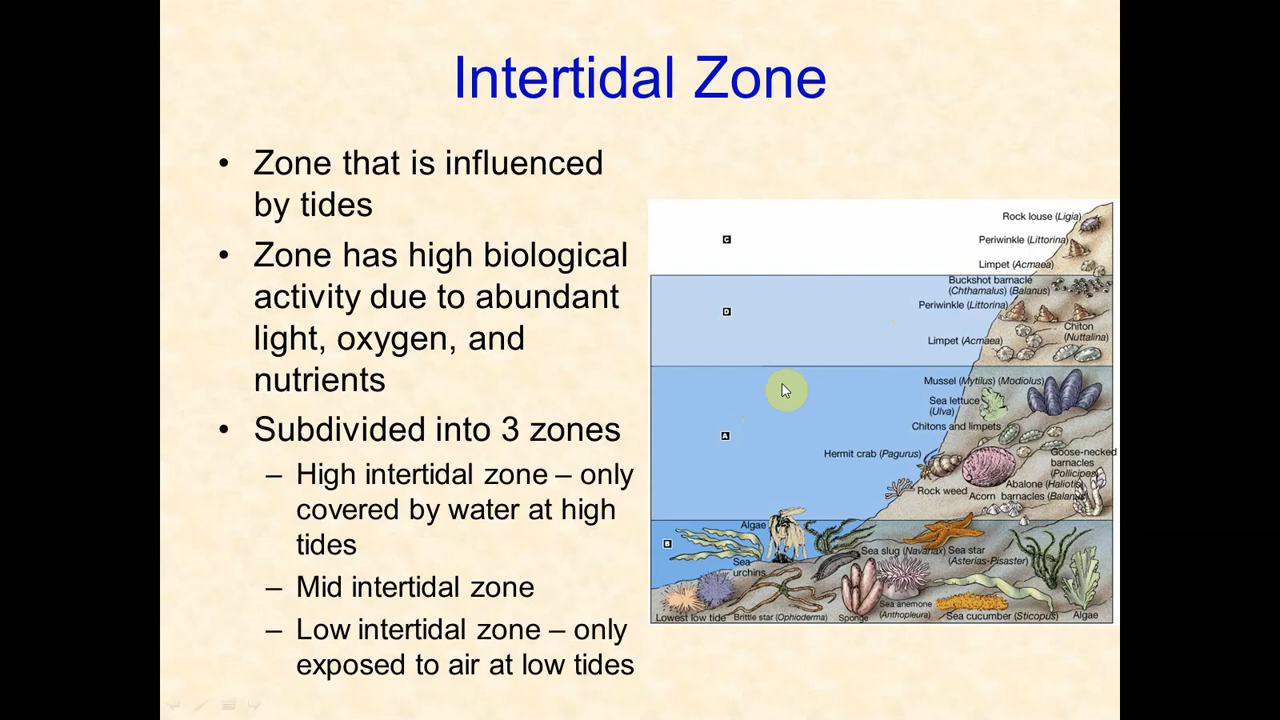 Intertidal Zone
• Zone that is influenced
by tides
• Zone has high biological
activity due to abundant
light, oxygen, and
nutrients
• Subdivided into 3 zones
– High intertidal zone – only
covered by water at high
tides
– Mid intertidal zone
– Low intertidal zone – only
exposed to air at low tides
Rock louse (Ligia)
C
Periwinkle (Littorina)
Limpet (Acmaea)
Buckshot barnacle
(Chthamalus) (Balanus)
Periwinkle (Littorina)
D
Chiton
(Nuttalina)
Limpet (Acmaea)
Mussel (Mytilus) (Modiolus)
Sea lettuce
(Ulva)
Chitons and limpets
A
Hermit crab (Pagurus)
Goose-necked
barnacles
(Pollicipes)
Abalone (Haliotis)
Rock weed
Acorn barnacles (Balanus)
Algae
B
Sea slug (Navanax)
Sea star
(Asterias-Pisaster)
Sea
urchins
Sea anemone
(Anthopleura)
Lowest low tide
Brittle star (Ophioderma)
Sponge
Sea cucumber (Sticopus)
Algae